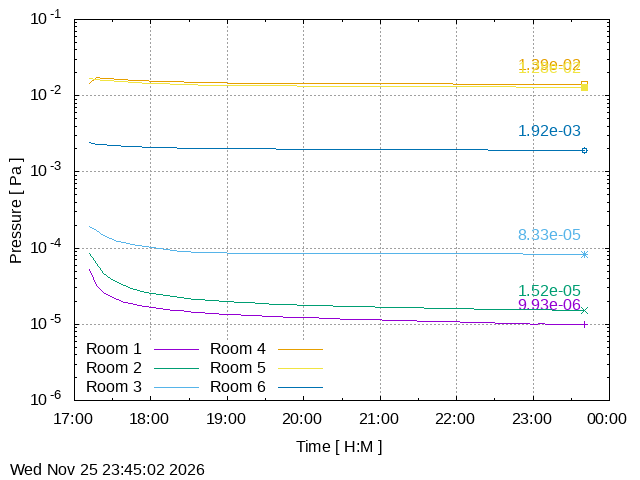 10^-1
10^-2
10^-3
10^-4
10^-5
10^-6
Pressure [ Pa ]
1.39e-02
1.92e-03
8.33e-05
1.52e-05
9.93e-06
Room 1 Room 4
Room 2 Room 5
Room 3 Room 6
17:00 18:00 19:00 20:00 21:00 22:00 23:00 00:00
Time [ H:M ]
Wed Nov 25 23:45:02 2026